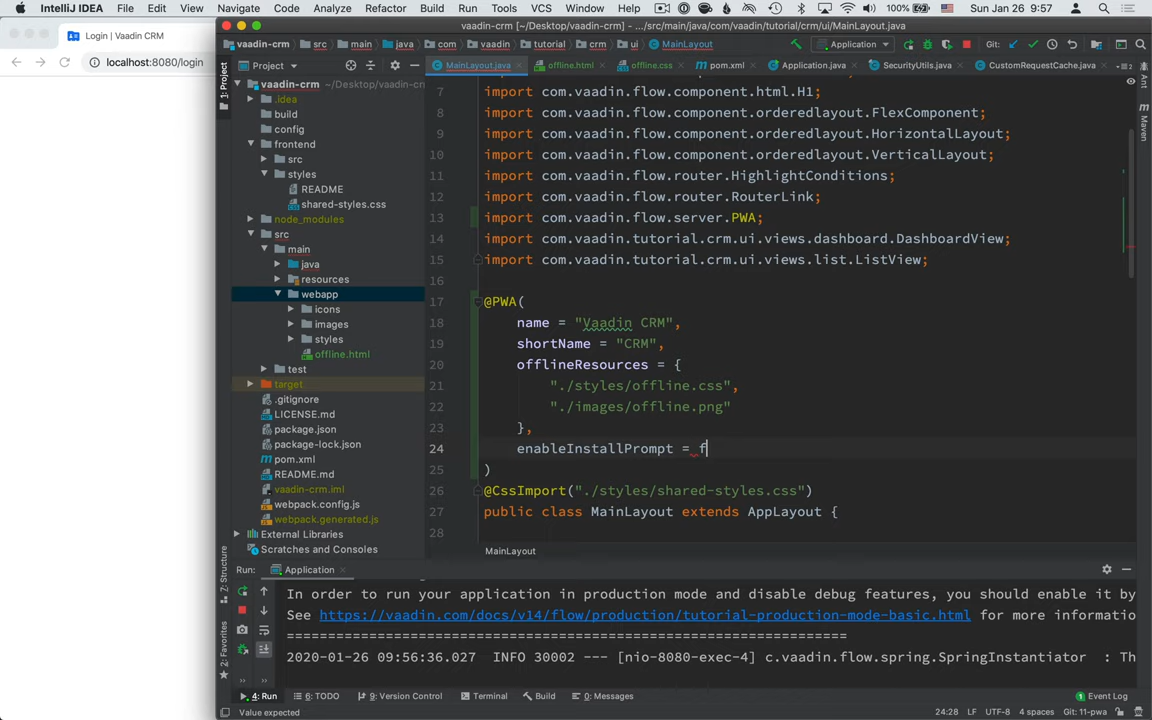 IntelliJ IDEA File Edit View Navigate Code Analyze Refactor Build Run Tools VCS Window Help 100% Sun Jan 26 9:57
vaadin-crm [~/Desktop/vaadin-crm] - .../src/main/java/com/vaadin/tutorial/crm/ui/MainLayout.java
Login | Vaadin CRM
localhost:8080/login
vaadin-crm src main java com vaadin tutorial crm ui MainLayout Application Git:
Project
MainLayout.java offline.html offline.css pom.xml Application.java SecurityUtils.java CustomRequestCache.java
1: Project
Ant
Maven
7: Structure
2: Favorites
vaadin-crm ~/Desktop/vaadin-crm
.idea
build
config
frontend
src
styles
README
shared-styles.css
node_modules
src
main
java
resources
webapp
icons
images
styles
offline.html
test
target
.gitignore
LICENSE.md
package.json
package-lock.json
pom.xml
README.md
vaadin-crm.iml
webpack.config.js
webpack.generated.js
External Libraries
Scratches and Consoles
7 import com.vaadin.flow.component.html.H1;
8 import com.vaadin.flow.component.orderedlayout.FlexComponent;
9 import com.vaadin.flow.component.orderedlayout.HorizontalLayout;
10 import com.vaadin.flow.component.orderedlayout.VerticalLayout;
11 import com.vaadin.flow.router.HighlightConditions;
12 import com.vaadin.flow.router.RouterLink;
13 import com.vaadin.flow.server.PWA;
14 import com.vaadin.tutorial.crm.ui.views.dashboard.DashboardView;
15 import com.vaadin.tutorial.crm.ui.views.list.ListView;
16
17 @PWA(
18 name = "Vaadin CRM",
19 shortName = "CRM",
20 offlineResources = {
21 "./styles/offline.css",
22 "./images/offline.png"
23 },
24 enableInstallPrompt = f
25 )
26 @CssImport("./styles/shared-styles.css")
27 public class MainLayout extends AppLayout {
28
MainLayout
Run: Application
In order to run your application in production mode and disable debug features, you should enable it by
See https://vaadin.com/docs/v14/flow/production/tutorial-production-mode-basic.html for more informatio
================================================================
2020-01-26 09:56:36.027 INFO 30002 --- [nio-8080-exec-4] c.vaadin.flow.spring.SpringInstantiator : Th
4: Run 6: TODO 9: Version Control Terminal Build 0: Messages 1 Event Log
Value expected 24:28 LF UTF-8 4 spaces Git: 11-pwa